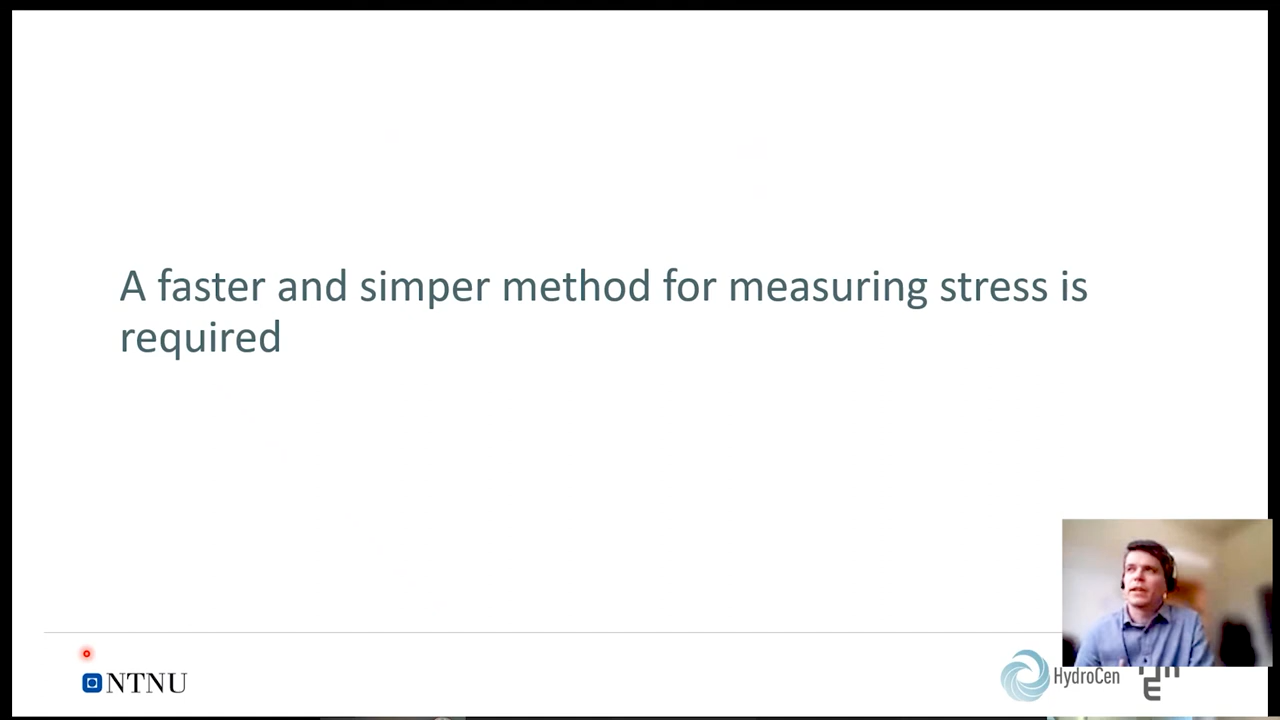 A faster and simper method for measuring stress is
required
NTNU
HydroCen